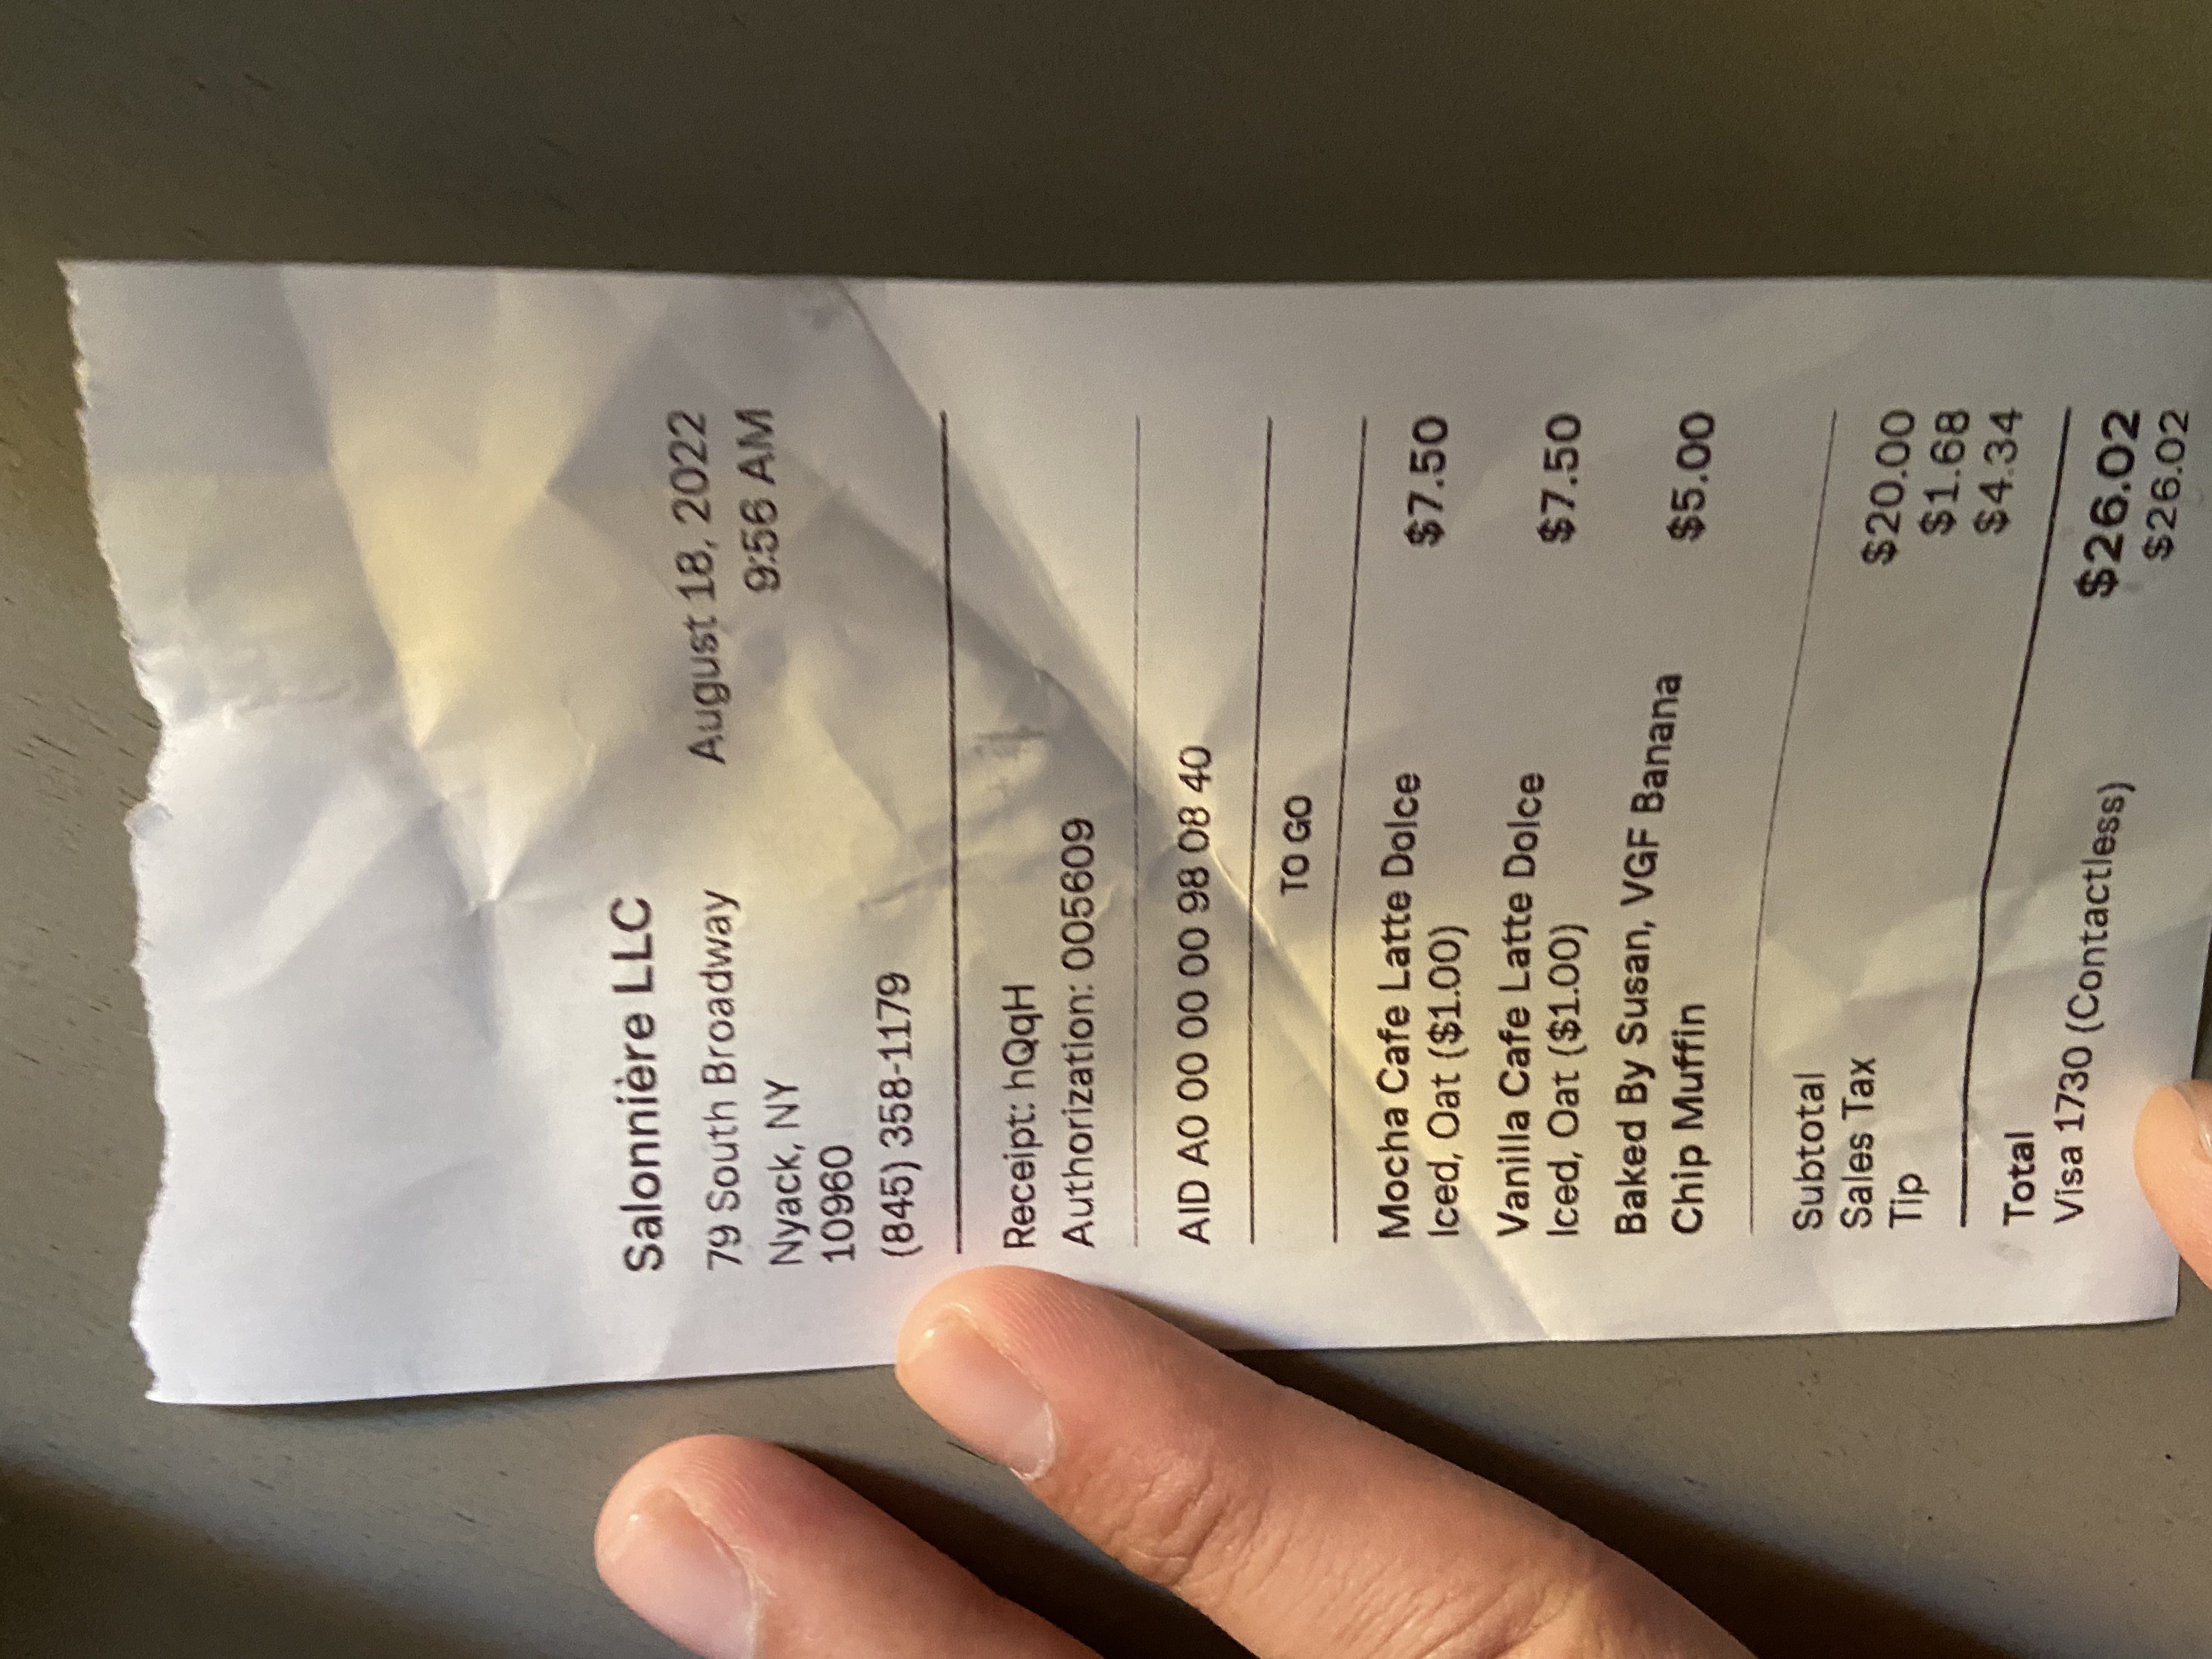 Salonnière LLC
79 South Broadway
August 18, 2022
Nyack, NY
9:56 AM
10960
(845) 358-1179
Receipt: hQqH
Authorization: 005609
AID A0 00 00 00 98 08 40
TO GO
Mocha Cafe Latte Dolce
Iced, Oat ($1.00)
$7.50
Vanilla Cafe Latte Dolce
Iced, Oat ($1.00)
$7.50
Baked By Susan, VGF Banana
Chip Muffin
$5.00
Subtotal $20.00
Sales Tax $1.68
Tip $4.34
Total $26.02
Visa 1730 (Contactless) $26.02